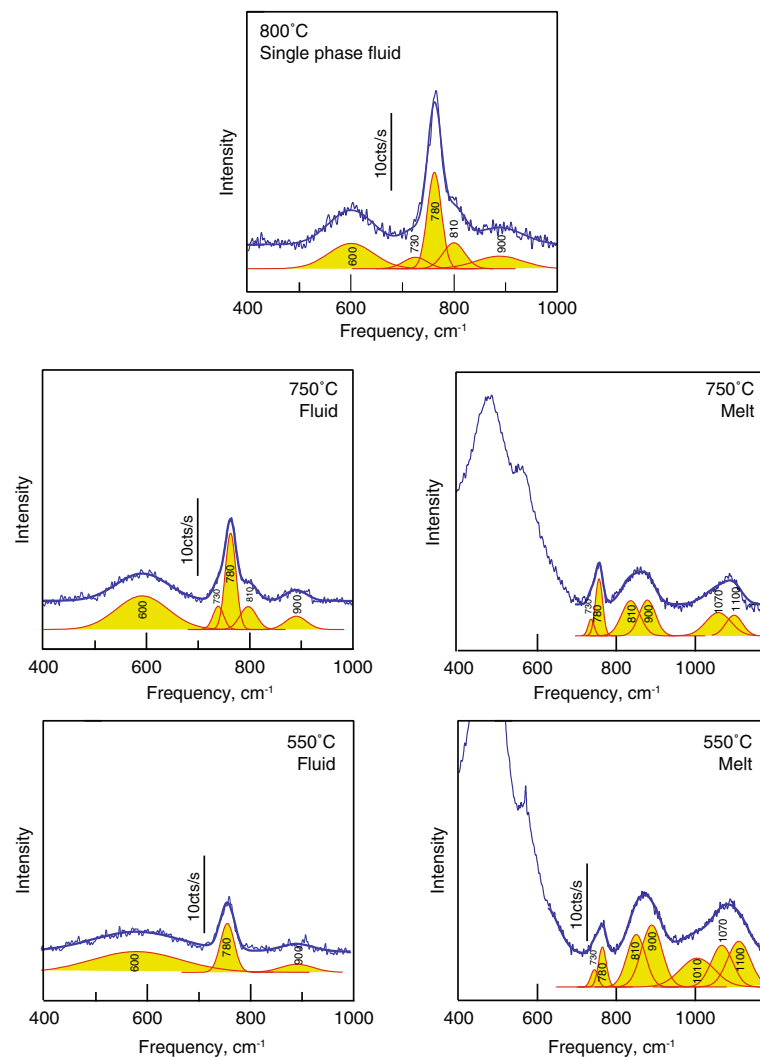 800˚C
Single phase fluid
Intensity
10cts/s
600
730
780
810
900
400 600 800 1000
Frequency, cm-1
750˚C
Fluid
Intensity
10cts/s
600
730
780
810
900
400 600 800 1000
Frequency, cm-1
750˚C
Melt
Intensity
730
780
810
900
1070
1100
400 600 800 1000
Frequency, cm-1
550˚C
Fluid
Intensity
10cts/s
600
780
900
400 600 800 1000
Frequency, cm-1
550˚C
Melt
Intensity
10cts/s
730
780
810
900
1010
1070
1100
400 600 800 1000
Frequency, cm-1